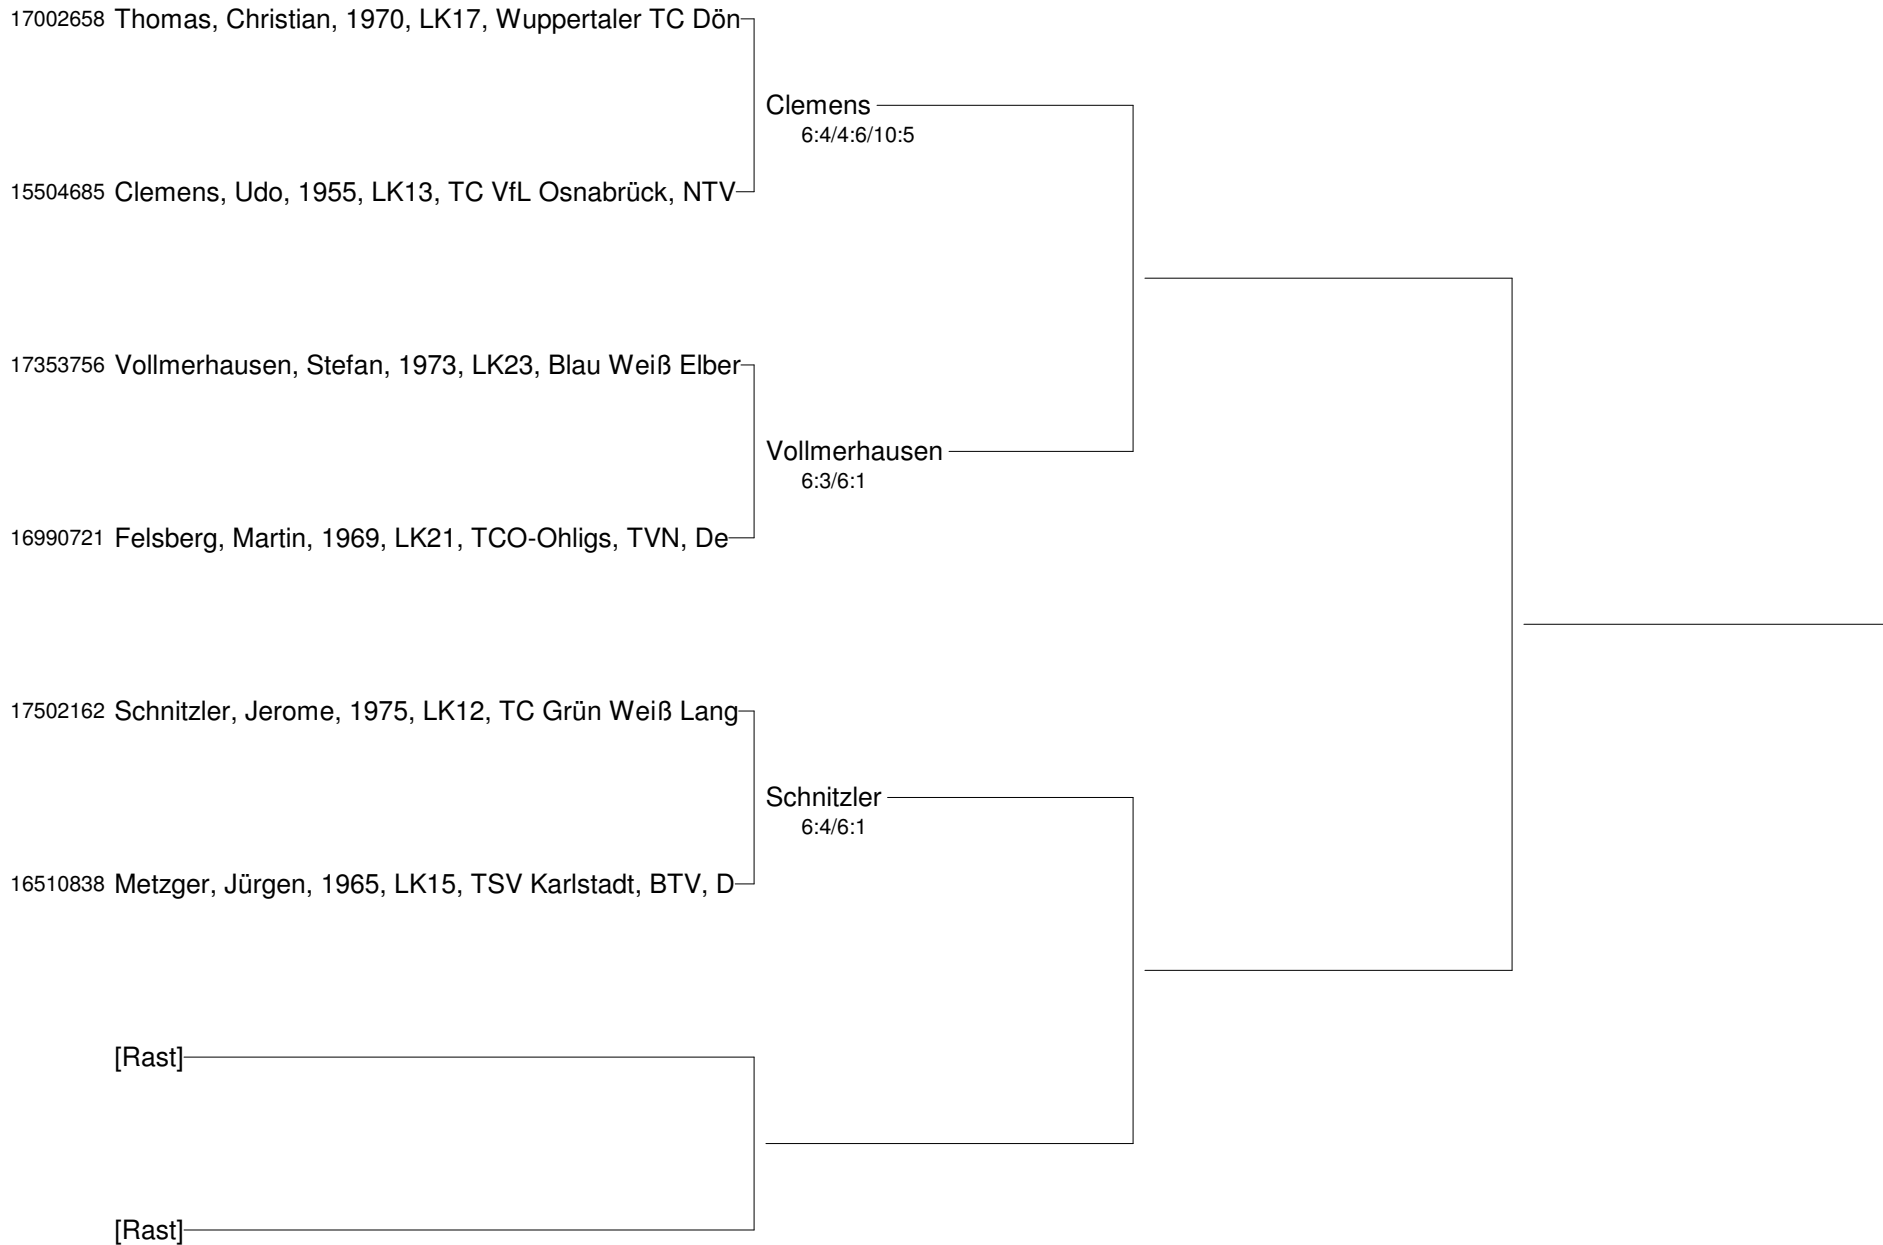 17002658 Thomas, Christian, 1970, LK17, Wuppertaler TC Dön
Clemens
6:4/4:6/10:5
15504685 Clemens, Udo, 1955, LK13, TC VfL Osnabrück, NTV
17353756 Vollmerhausen, Stefan, 1973, LK23, Blau Weiß Elber
Vollmerhausen
6:3/6:1
16990721 Felsberg, Martin, 1969, LK21, TCO-Ohligs, TVN, De
17502162 Schnitzler, Jerome, 1975, LK12, TC Grün Weiß Lang
Schnitzler
6:4/6:1
16510838 Metzger, Jürgen, 1965, LK15, TSV Karlstadt, BTV, D
[Rast]
[Rast]